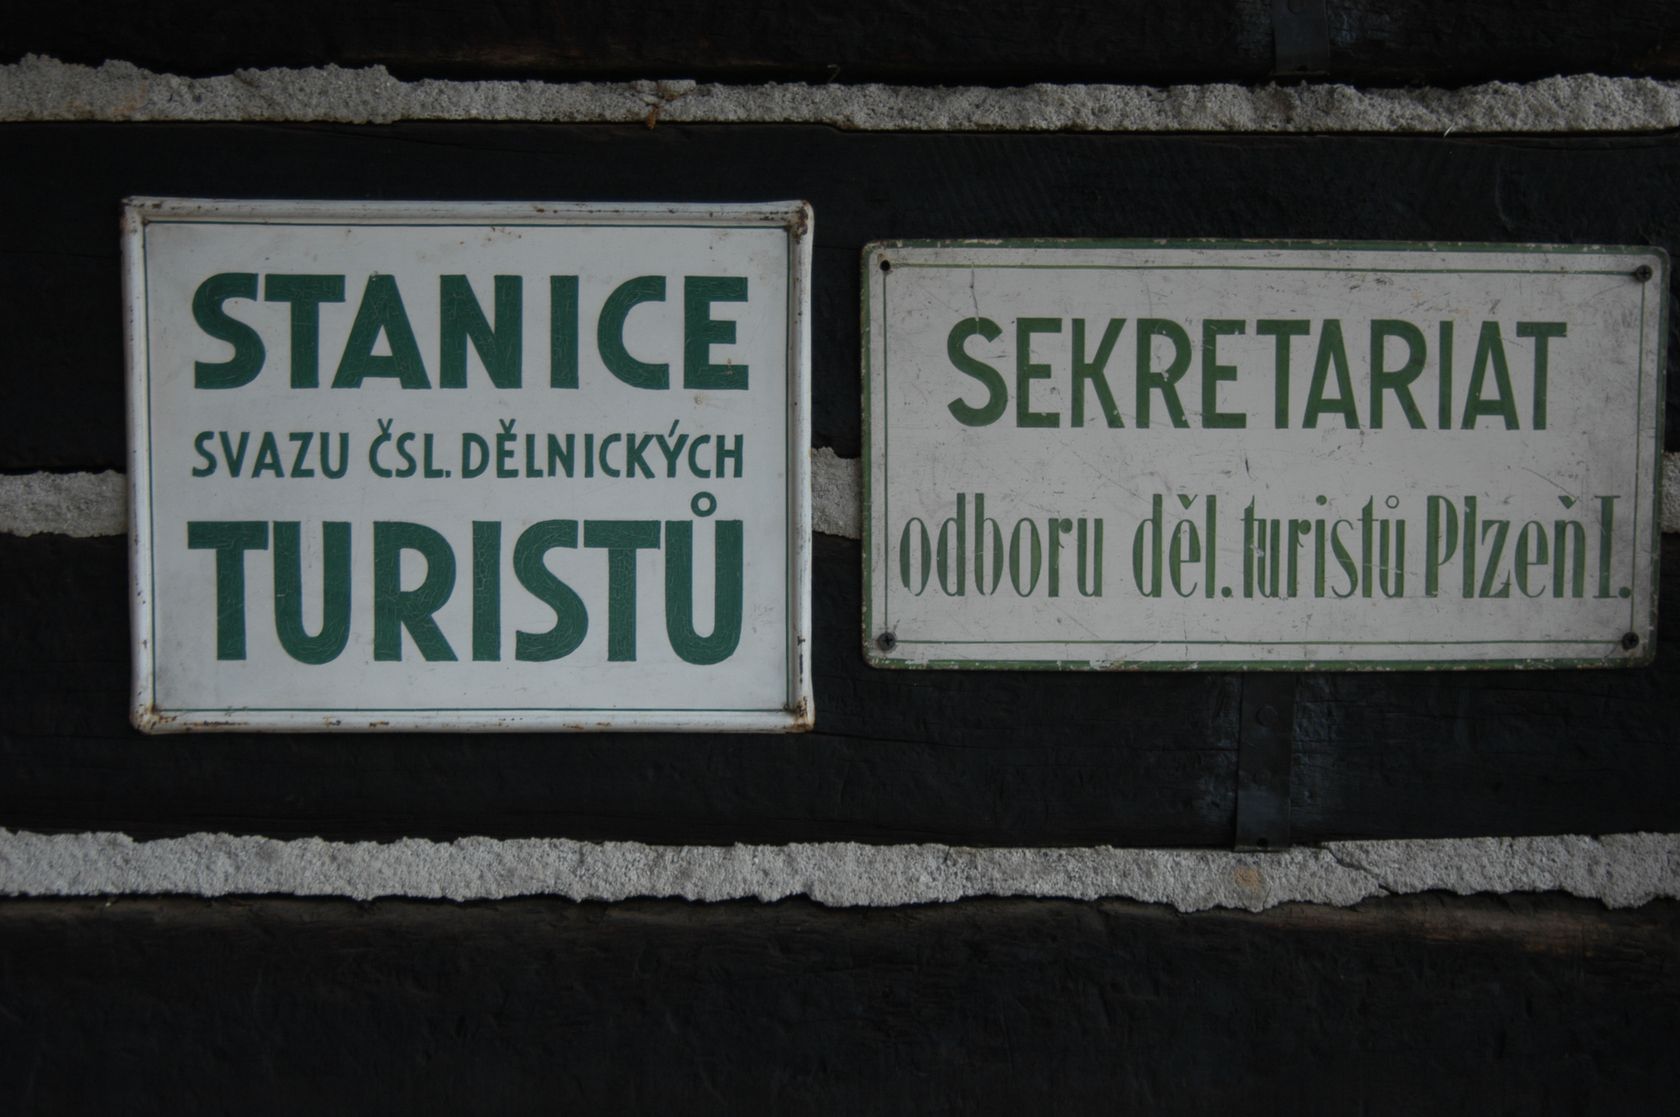 STANICE
SVAZU ČSL. DĚLNICKÝCH
TURISTŮ
SEKRETARIAT
odboru děl. turistů Plzeň I.